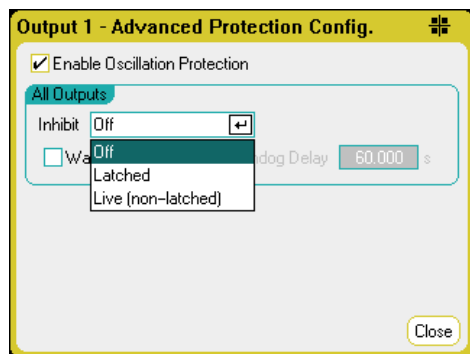 Output 1 - Advanced Protection Config.
Enable Oscillation Protection
All Outputs
Inhibit Off
Off
Latched
Live (non-latched)
Delay 60.000 s
Close